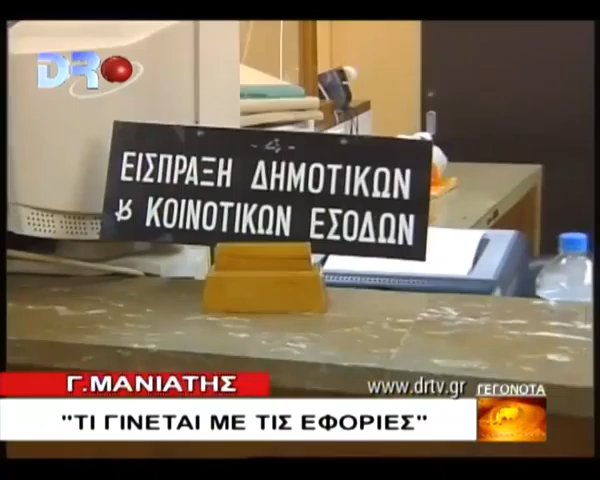 DRO
- 4 -
ΕΙΣΠΡΑΞΗ ΔΗΜΟΤΙΚΩΝ
& ΚΟΙΝΟΤΙΚΩΝ ΕΣΟΔΩΝ
Γ.ΜΑΝΙΑΤΗΣ
www.drtv.gr
ΓΕΓΟΝΟΤΑ
"ΤΙ ΓΙΝΕΤΑΙ ΜΕ ΤΙΣ ΕΦΟΡΙΕΣ"